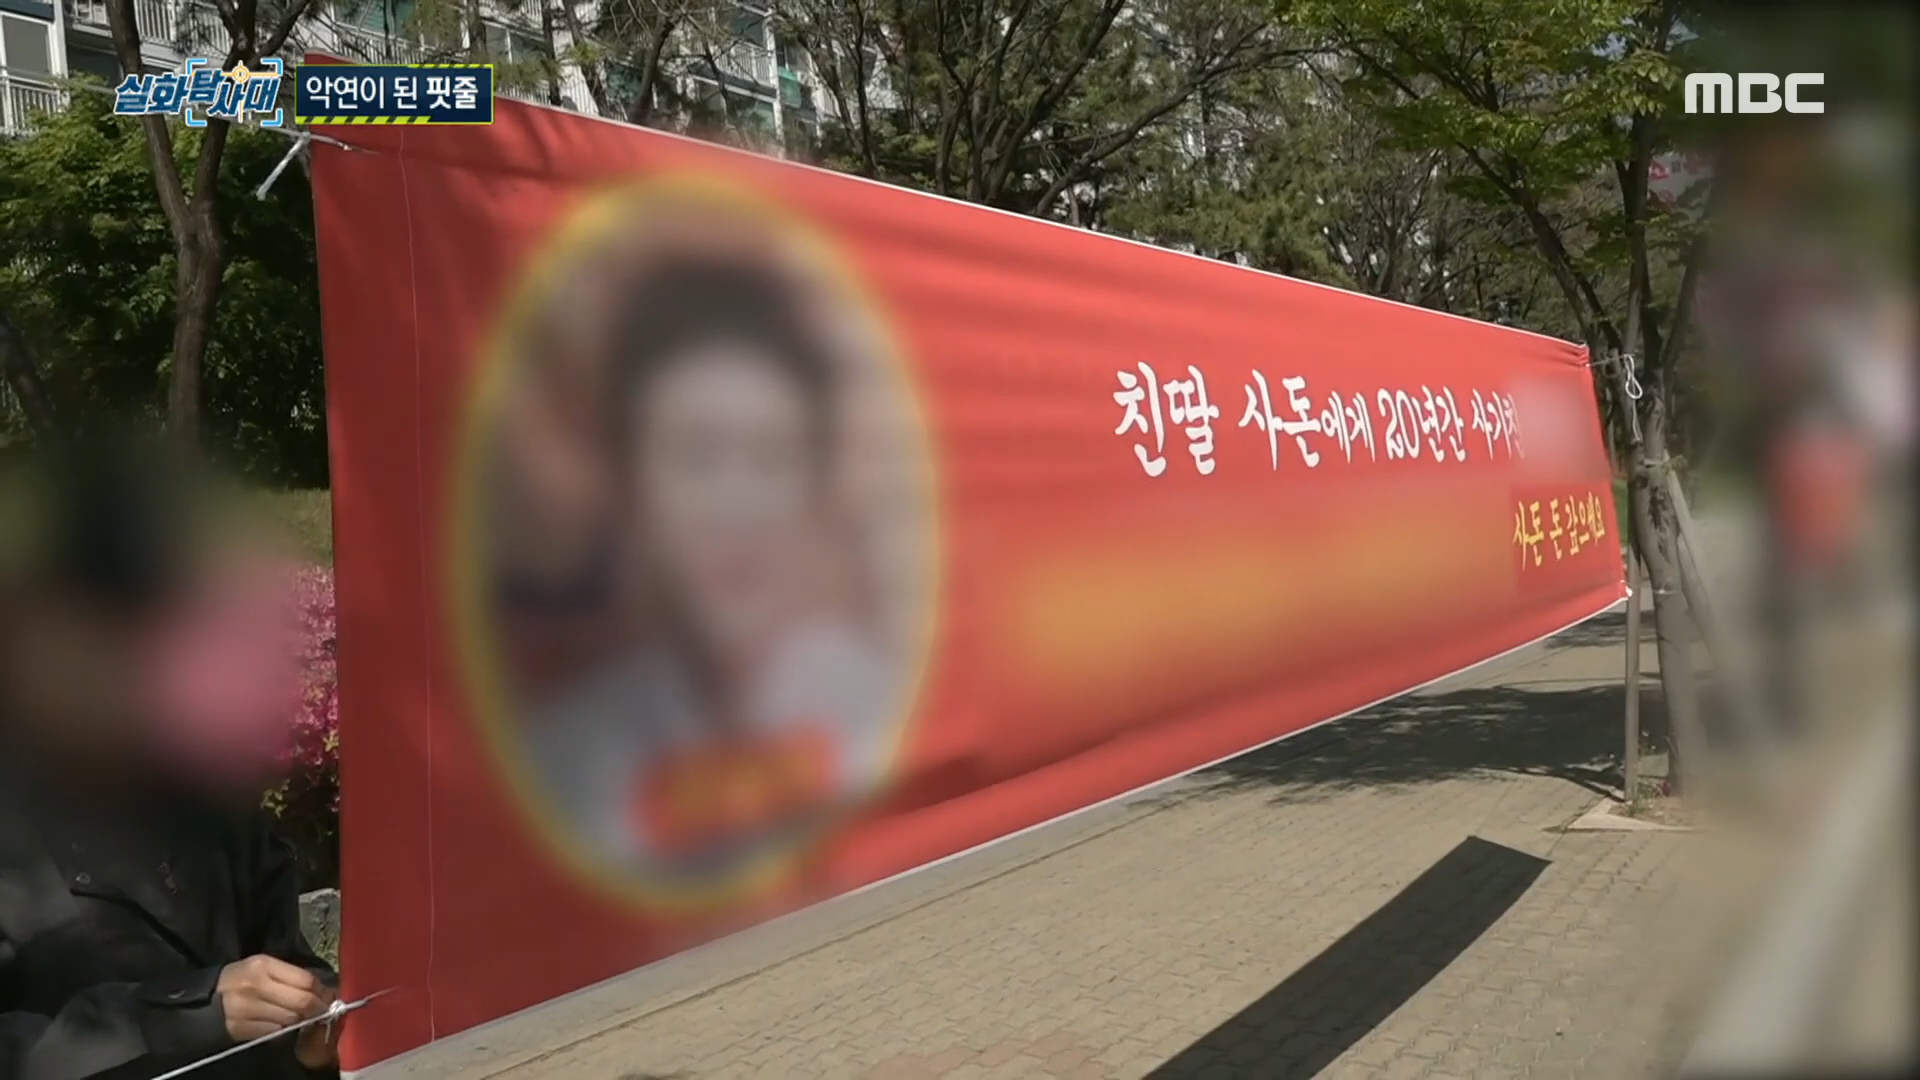 실화탐사대
악연이 된 핏줄
MBC
친딸 사돈에게 20년간 사기친
사돈 돈 갚으세요